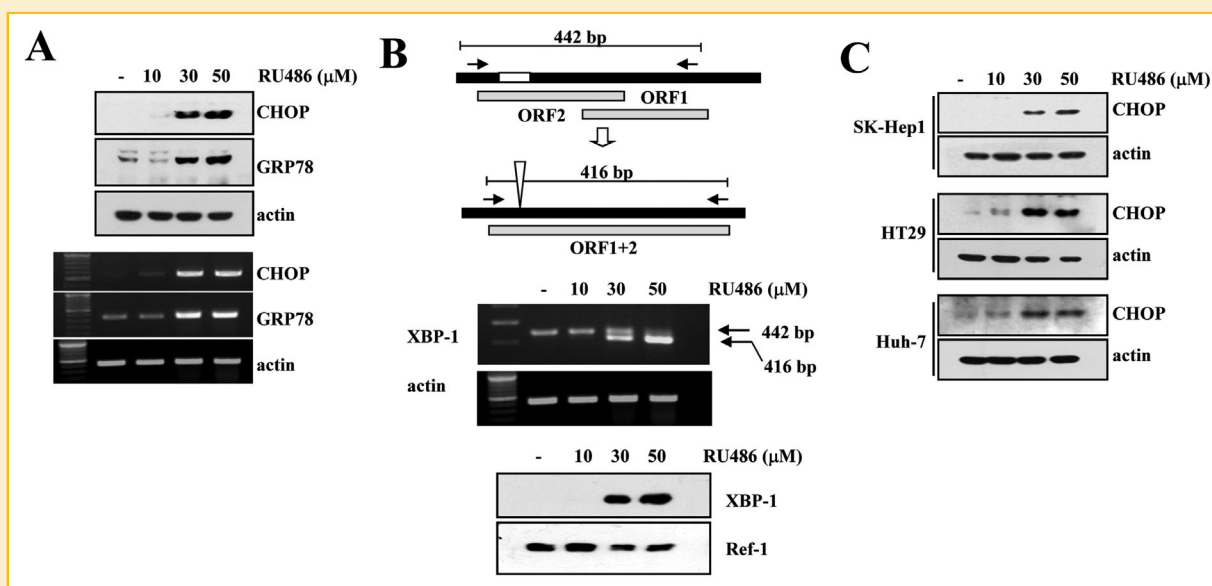 A
- 10 30 50 RU486 (μM)
CHOP
GRP78
actin
CHOP
GRP78
actin
B
442 bp
ORF1
ORF2
416 bp
ORF1+2
- 10 30 50 RU486 (μM)
XBP-1
442 bp
416 bp
actin
- 10 30 50 RU486 (μM)
XBP-1
Ref-1
C
- 10 30 50 RU486 (μM)
SK-Hep1
CHOP
actin
HT29
CHOP
actin
Huh-7
CHOP
actin